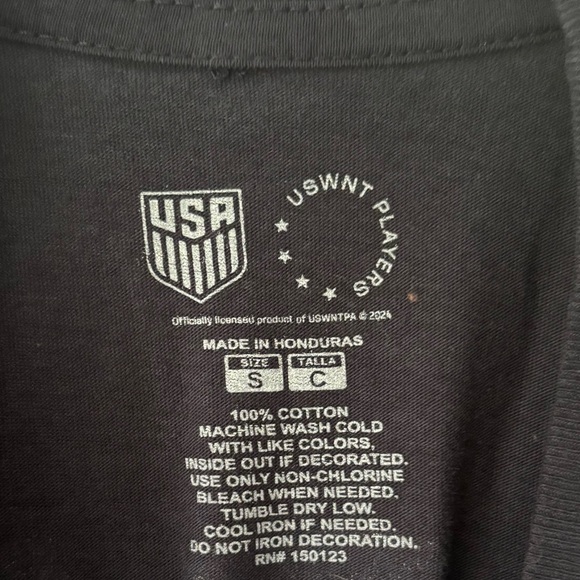 USA
USWNT PLAYERS
Officially licensed product of USWNTPA © 2024
MADE IN HONDURAS
SIZE TALLA
S C
100% COTTON
MACHINE WASH COLD
WITH LIKE COLORS,
INSIDE OUT IF DECORATED.
USE ONLY NON-CHLORINE
BLEACH WHEN NEEDED.
TUMBLE DRY LOW.
COOL IRON IF NEEDED.
DO NOT IRON DECORATION.
RN# 150123